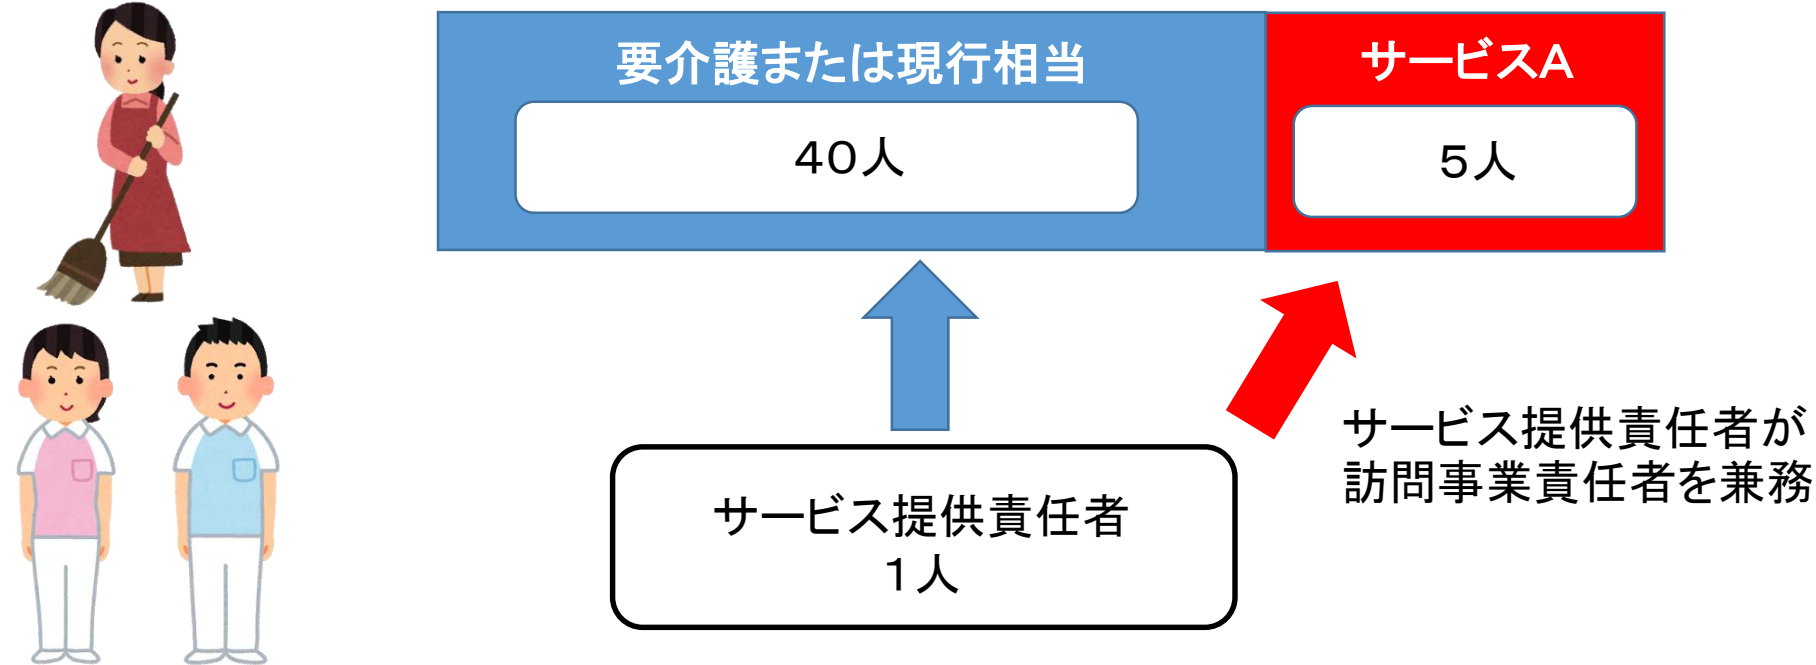 要介護または現行相当
サービスA
４０人
５人
サービス提供責任者が
訪問事業責任者を兼務
サービス提供責任者
１人